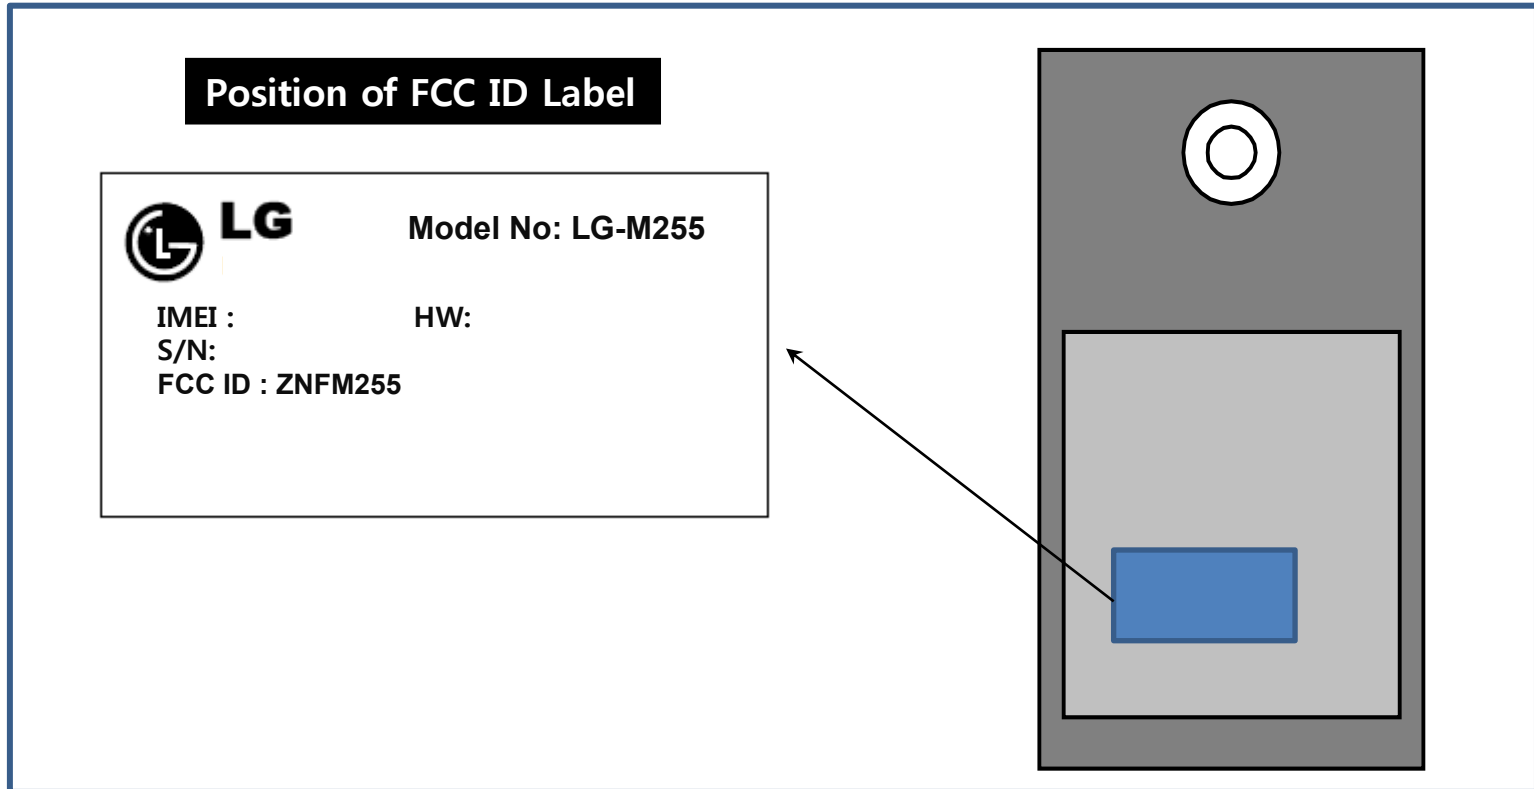 Position of FCC ID Label
LG Model No: LG-M255
IMEI : HW:
S/N:
FCC ID : ZNFM255